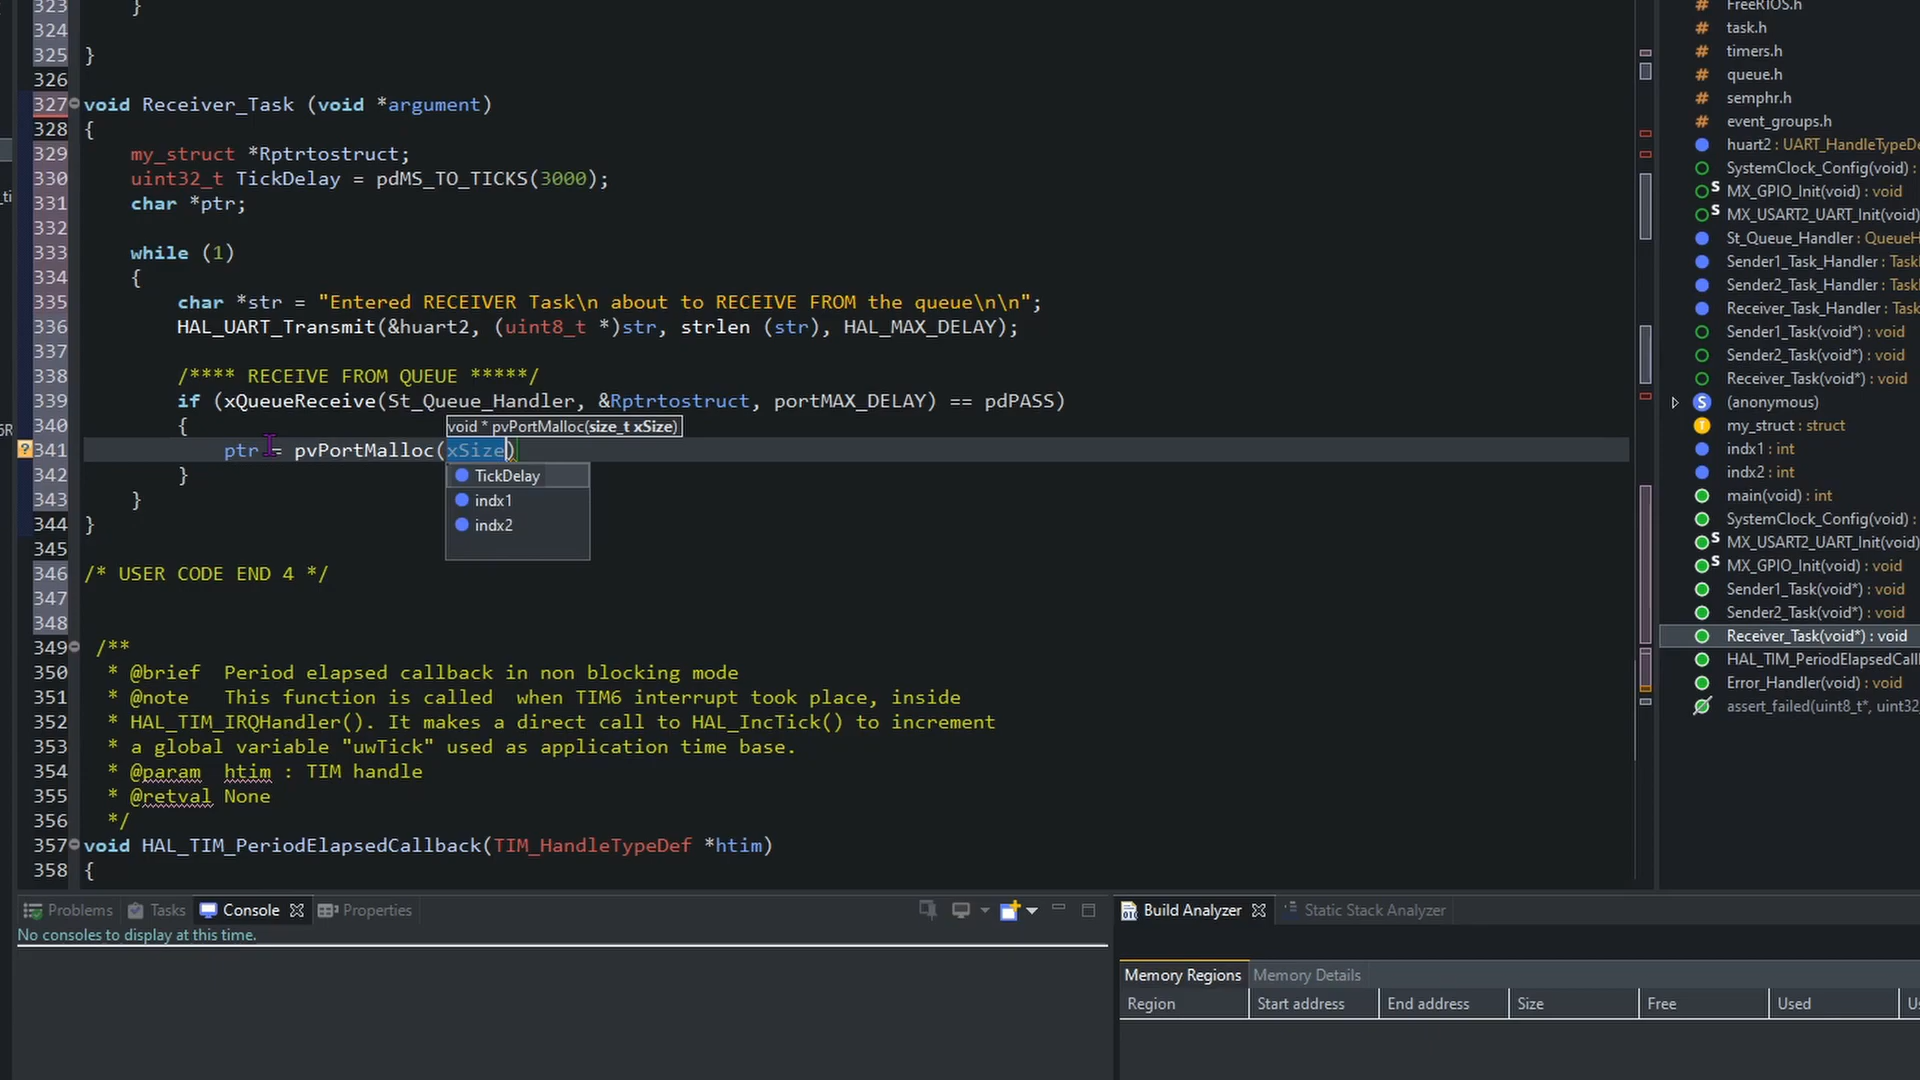 323 }
324
325 }
326
327 void Receiver_Task (void *argument)
328 {
329 my_struct *Rptrtostruct;
330 uint32_t TickDelay = pdMS_TO_TICKS(3000);
331 char *ptr;
332
333 while (1)
334 {
335 char *str = "Entered RECEIVER Task\n about to RECEIVE FROM the queue\n\n";
336 HAL_UART_Transmit(&huart2, (uint8_t *)str, strlen (str), HAL_MAX_DELAY);
337
338 /**** RECEIVE FROM QUEUE *****/
339 if (xQueueReceive(St_Queue_Handler, &Rptrtostruct, portMAX_DELAY) == pdPASS)
340 {
void * pvPortMalloc(size_t xSize)
341 ptr = pvPortMalloc(xSize)
342 }
TickDelay
343 }
indx1
344 }
indx2
345
346 /* USER CODE END 4 */
347
348
349 /**
350 * @brief Period elapsed callback in non blocking mode
351 * @note This function is called when TIM6 interrupt took place, inside
352 * HAL_TIM_IRQHandler(). It makes a direct call to HAL_IncTick() to increment
353 * a global variable "uwTick" used as application time base.
354 * @param htim : TIM handle
355 * @retval None
356 */
357 void HAL_TIM_PeriodElapsedCallback(TIM_HandleTypeDef *htim)
358 {
FreeRTOS.h
task.h
timers.h
queue.h
semphr.h
event_groups.h
huart2 : UART_HandleTypeDe
SystemClock_Config(void) :
MX_GPIO_Init(void) : void
MX_USART2_UART_Init(void)
St_Queue_Handler : QueueH
Sender1_Task_Handler : Task
Sender2_Task_Handler : Task
Receiver_Task_Handler : Task
Sender1_Task(void*) : void
Sender2_Task(void*) : void
Receiver_Task(void*) : void
(anonymous)
my_struct : struct
indx1 : int
indx2 : int
main(void) : int
SystemClock_Config(void) :
MX_USART2_UART_Init(void)
MX_GPIO_Init(void) : void
Sender1_Task(void*) : void
Sender2_Task(void*) : void
Receiver_Task(void*) : void
HAL_TIM_PeriodElapsedCall
Error_Handler(void) : void
assert_failed(uint8_t*, uint32
Problems Tasks Console Properties
No consoles to display at this time.
Build Analyzer Static Stack Analyzer
Memory Regions Memory Details
Region Start address End address Size Free Used